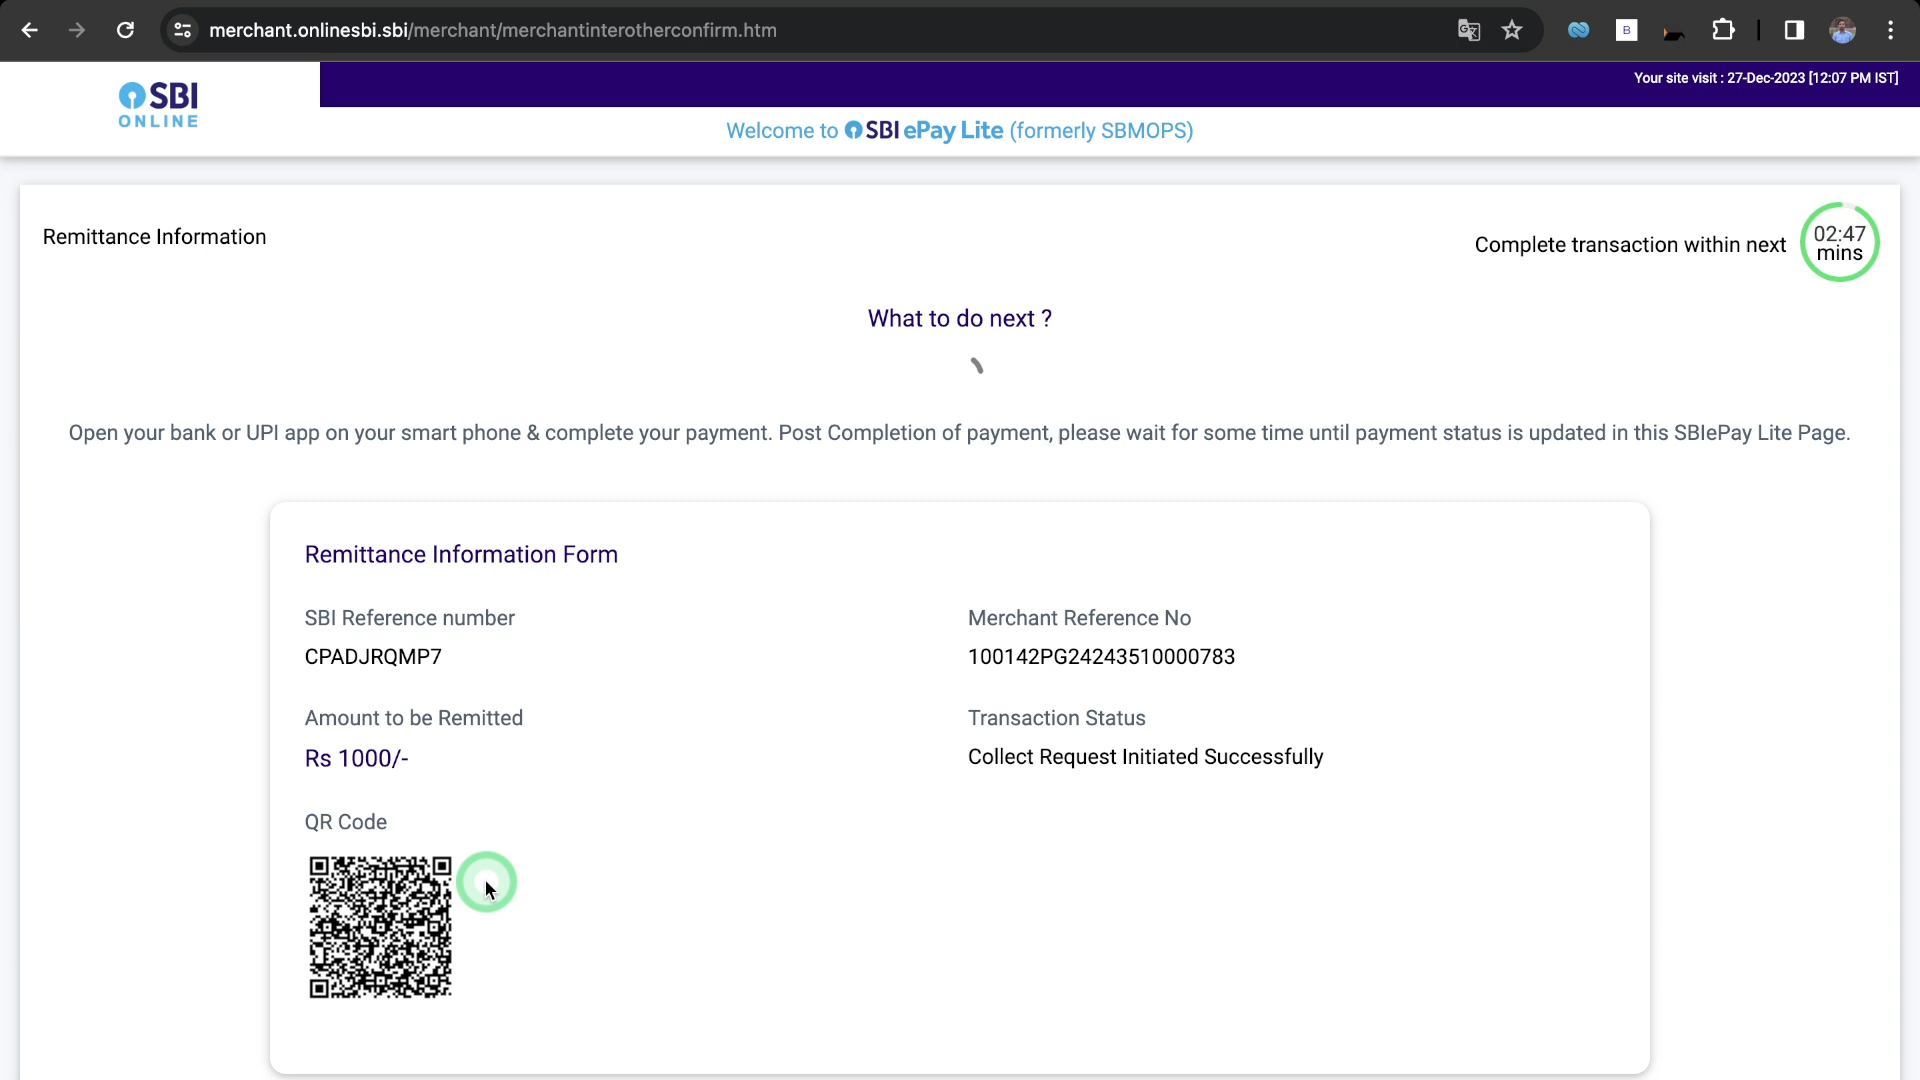 merchant.onlinesbi.sbi/merchant/merchantinterotherconfirm.htm
B
SBI
ONLINE
Your site visit : 27-Dec-2023 [12:07 PM IST]
Welcome to SBI ePay Lite (formerly SBMOPS)
Remittance Information
Complete transaction within next
02:47
mins
What to do next ?
Open your bank or UPI app on your smart phone & complete your payment. Post Completion of payment, please wait for some time until payment status is updated in this SBIePay Lite Page.
Remittance Information Form
SBI Reference number
CPADJRQMP7
Merchant Reference No
100142PG24243510000783
Amount to be Remitted
Rs 1000/-
Transaction Status
Collect Request Initiated Successfully
QR Code